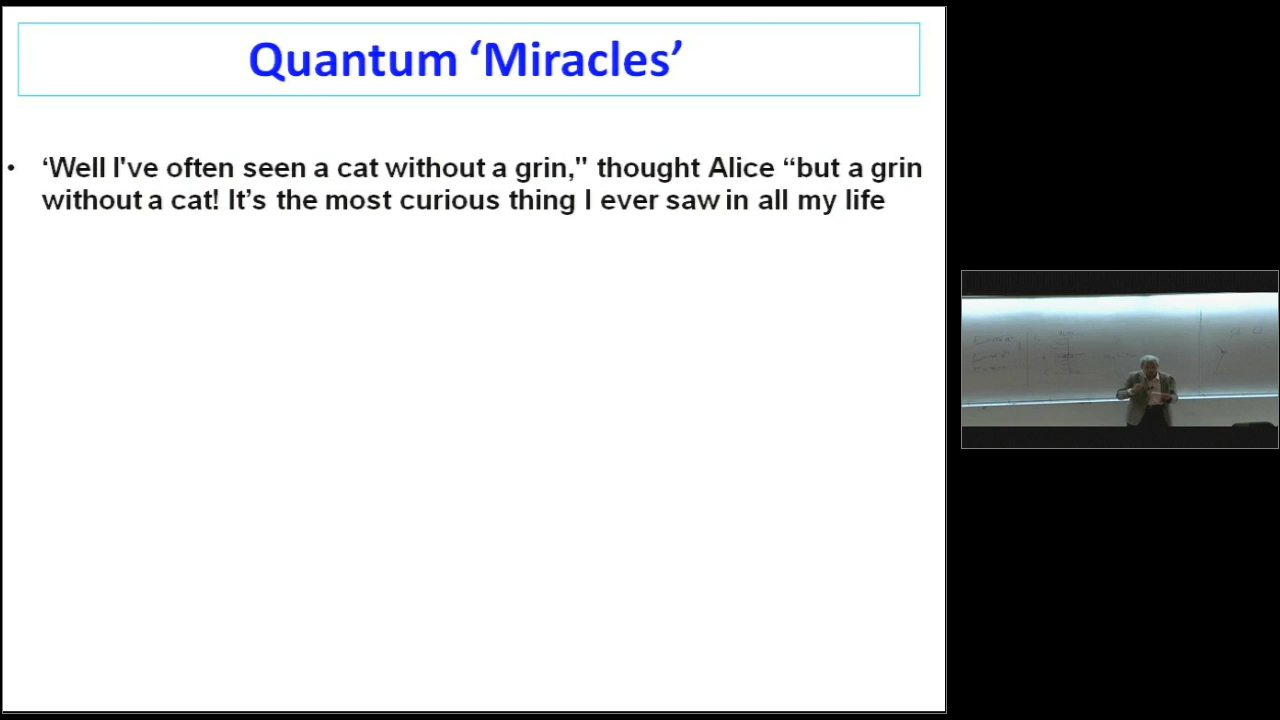 Quantum ‘Miracles’
• ‘Well I've often seen a cat without a grin," thought Alice “but a grin
without a cat! It’s the most curious thing I ever saw in all my life